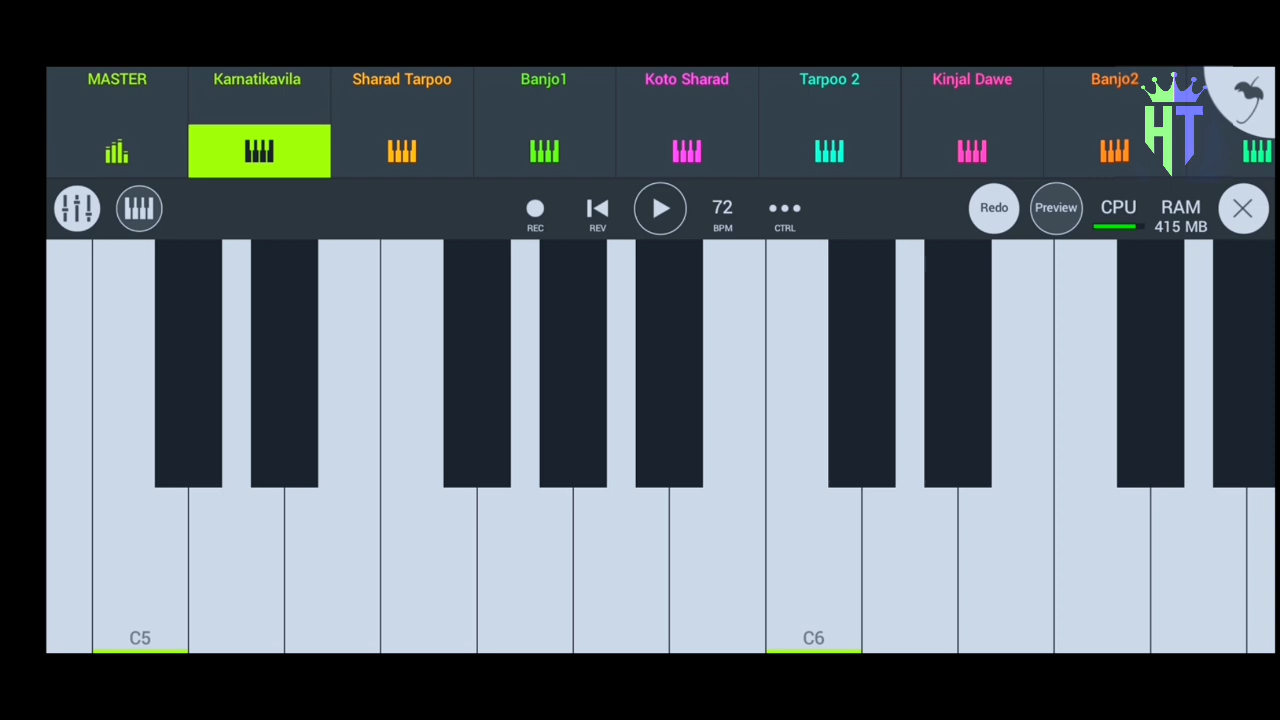 MASTER
Karnatikavila
Sharad Tarpoo
Banjo1
Koto Sharad
Tarpoo 2
Kinjal Dawe
Banjo2
HT
REC
REV
72
BPM
CTRL
Redo
Preview
CPU
RAM
415 MB
C5
C6